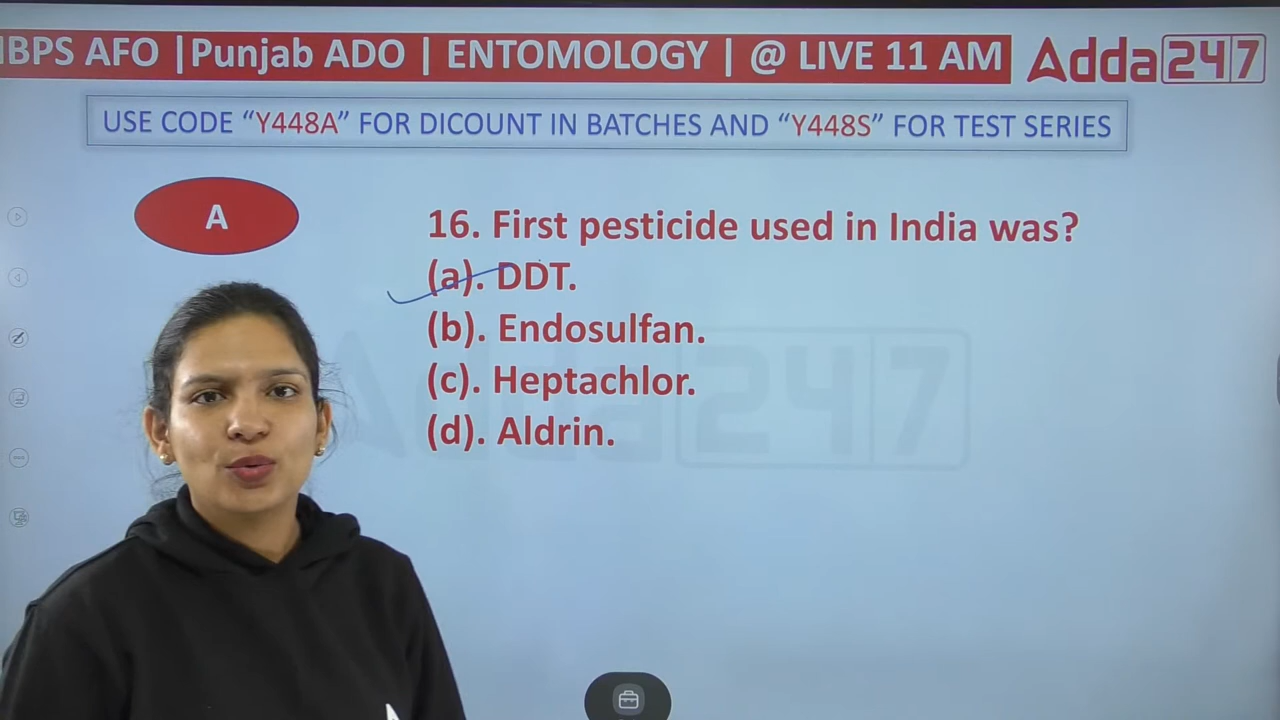 IBPS AFO |Punjab ADO | ENTOMOLOGY | @ LIVE 11 AM
Adda247
USE CODE “Y448A” FOR DICOUNT IN BATCHES AND “Y448S” FOR TEST SERIES
A
16. First pesticide used in India was?
(a). DDT.
(b). Endosulfan.
(c). Heptachlor.
(d). Aldrin.
Adda247